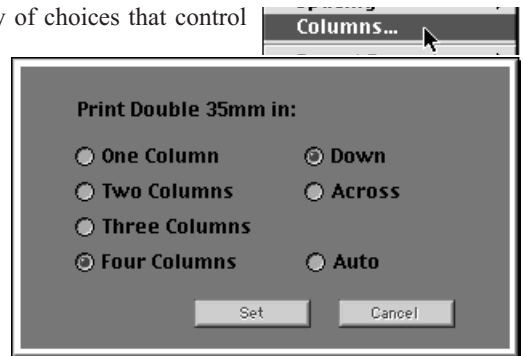 y of choices that control
Columns...
Print Double 35mm in:
One Column
Down
Two Columns
Across
Three Columns
Four Columns
Auto
Set
Cancel